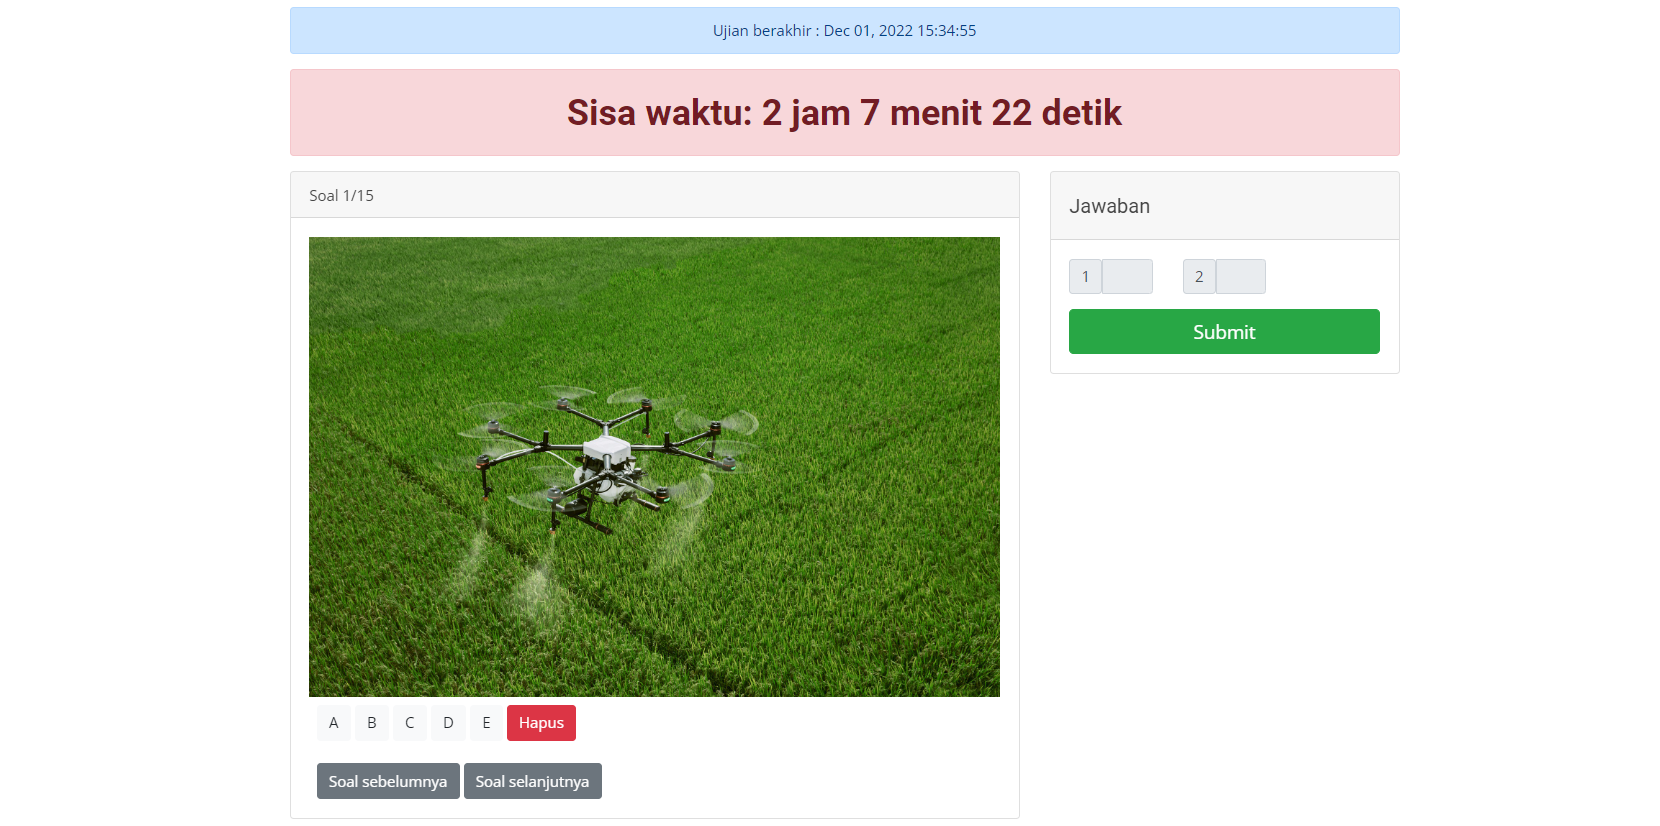 Ujian berakhir : Dec 01, 2022 15:34:55
Sisa waktu: 2 jam 7 menit 22 detik
Soal 1/15
A B C D E Hapus
Soal sebelumnya Soal selanjutnya
Jawaban
1 2
Submit